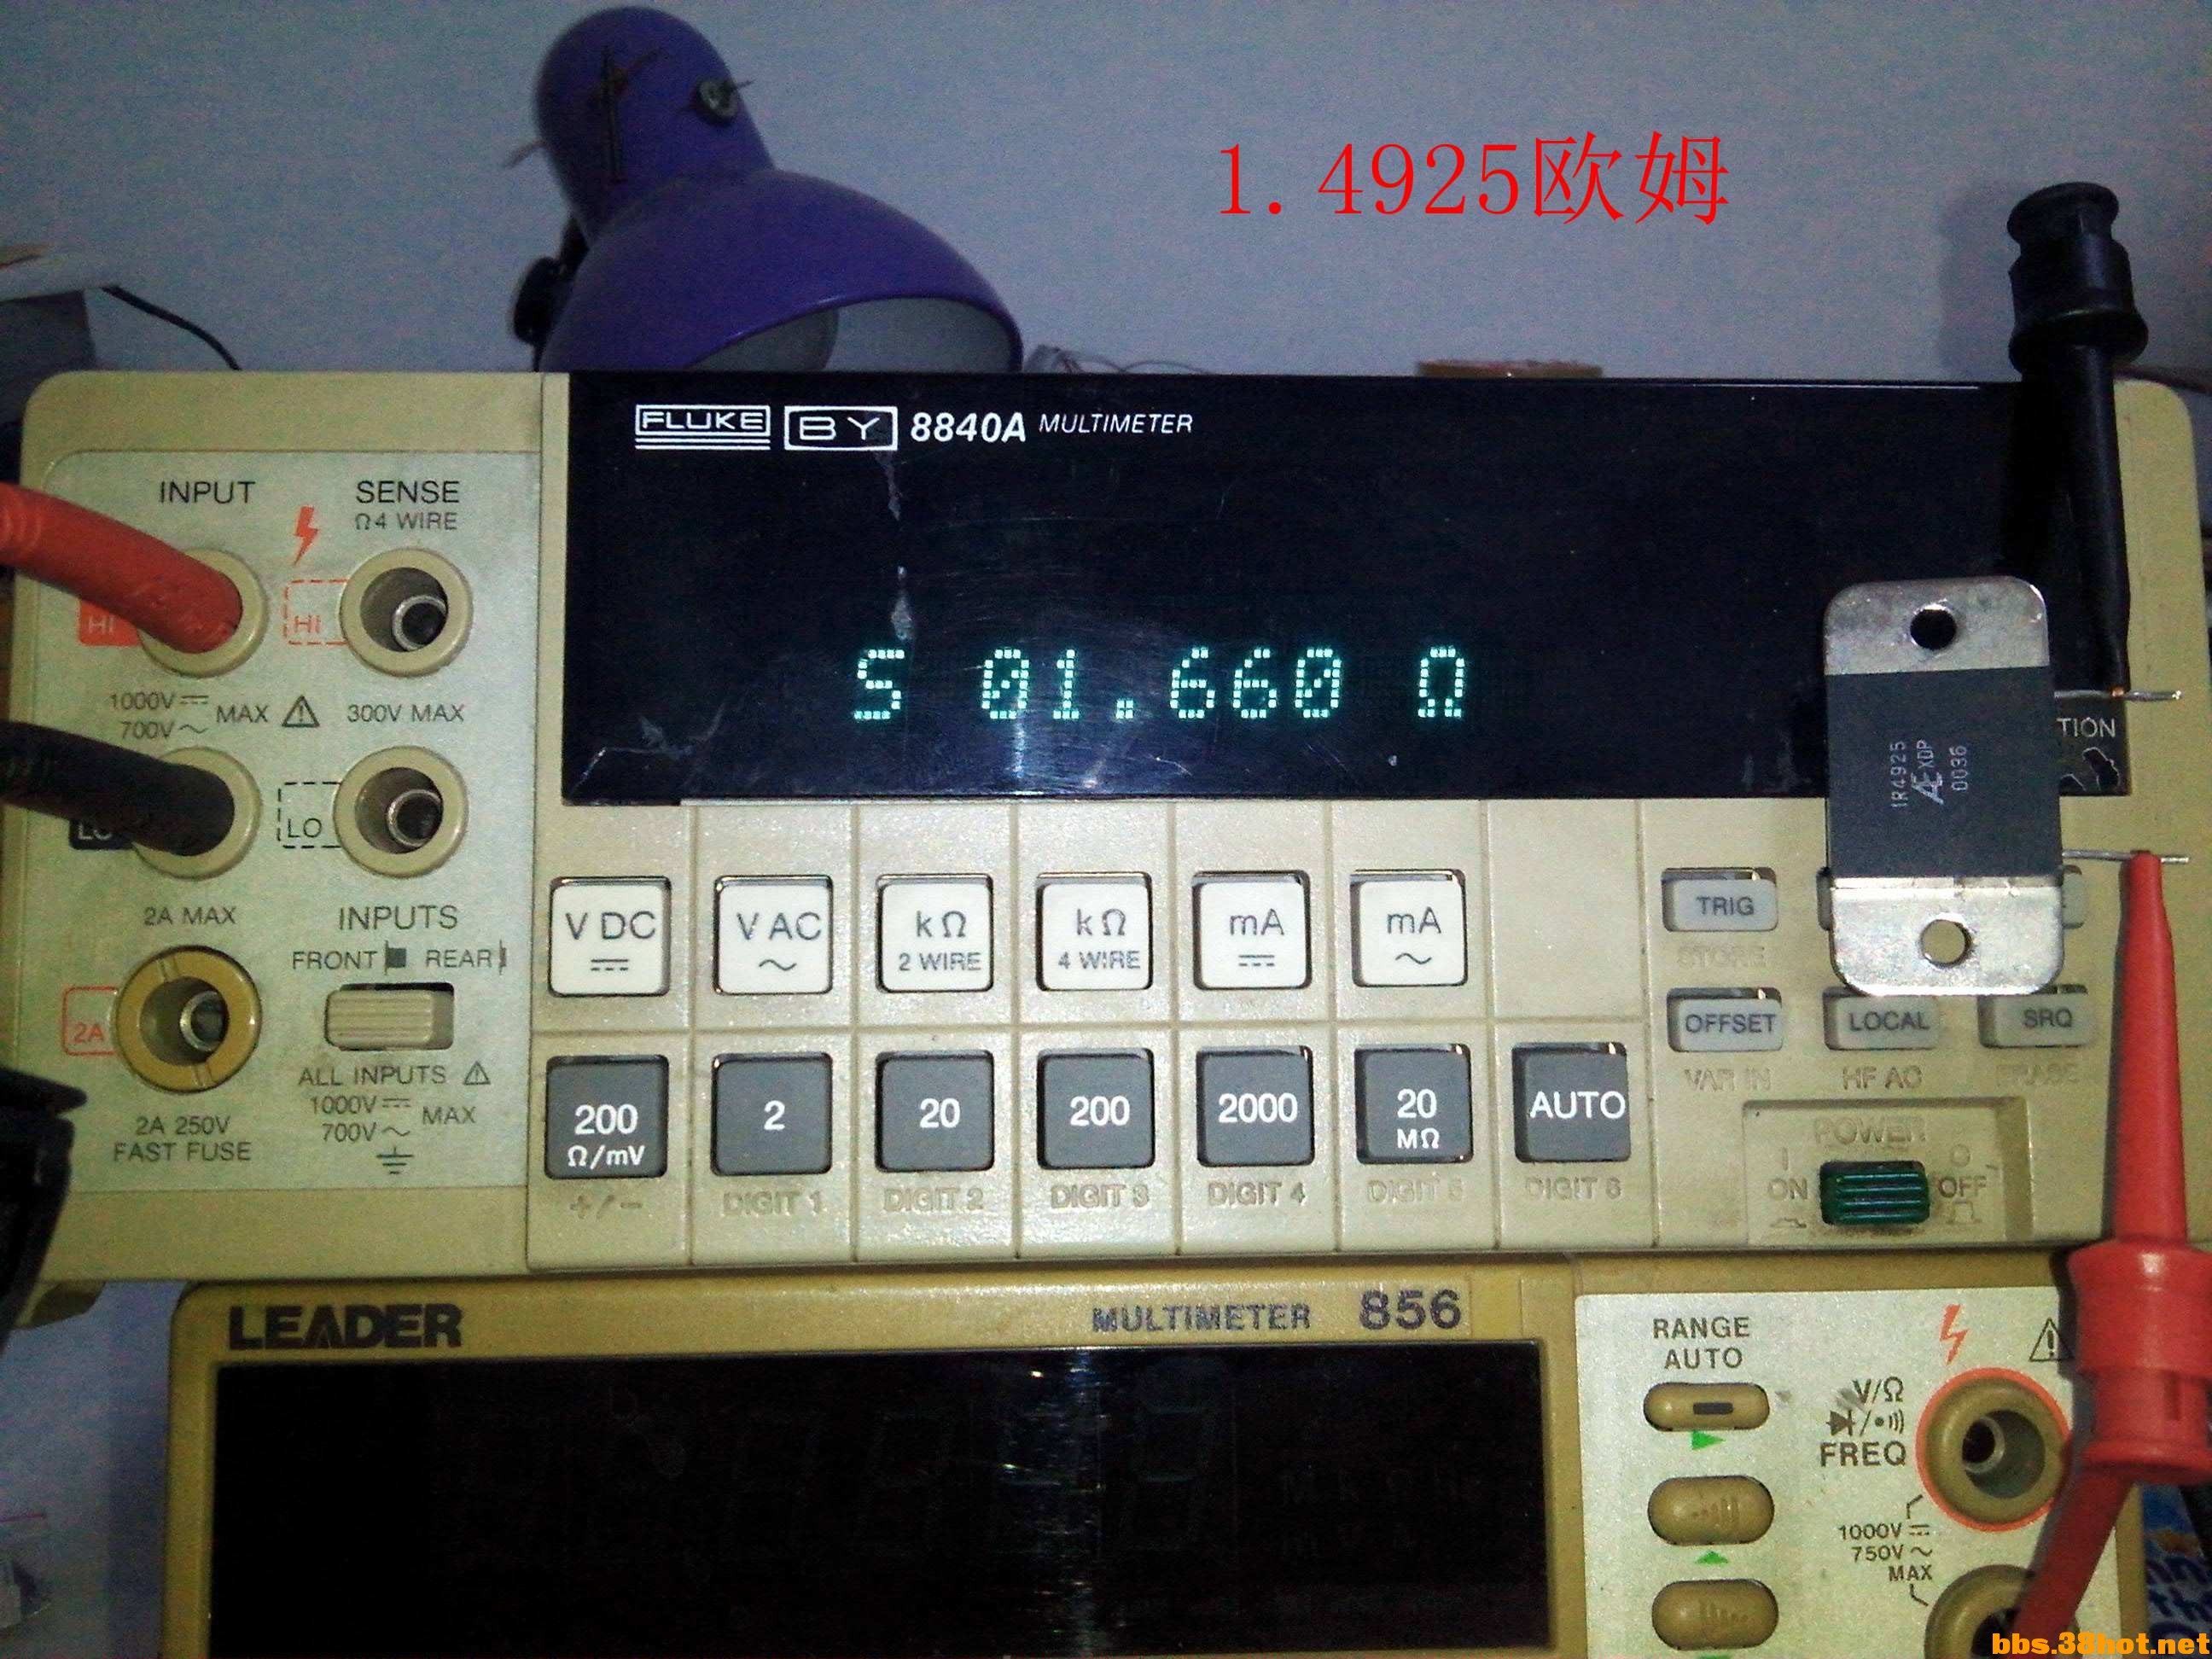 1.4925欧姆
FLUKE BY 8840A MULTIMETER
INPUT
SENSE
Ω4 WIRE
HI
HI
1000V
700V
MAX
300V MAX
S 01.660 Ω
TION
1R4925
AE XDP
0036
LO
2A MAX
INPUTS
FRONT REAR
2A
ALL INPUTS
1000V
700V
MAX
2A 250V
FAST FUSE
V DC
V AC
kΩ
2 WIRE
kΩ
4 WIRE
mA
mA
TRIG
STORE
OFFSET
LOCAL
SRQ
VAR IN
HF AC
200
Ω/mV
2
20
200
2000
20
MΩ
AUTO
+/−
DIGIT 1
DIGIT 2
DIGIT 3
DIGIT 4
DIGIT 5
DIGIT 6
POWER
I
ON
O
OFF
LEADER
MULTIMETER 856
RANGE
AUTO
V/Ω
FREQ
1000V
750V
MAX
bbs.38hot.net